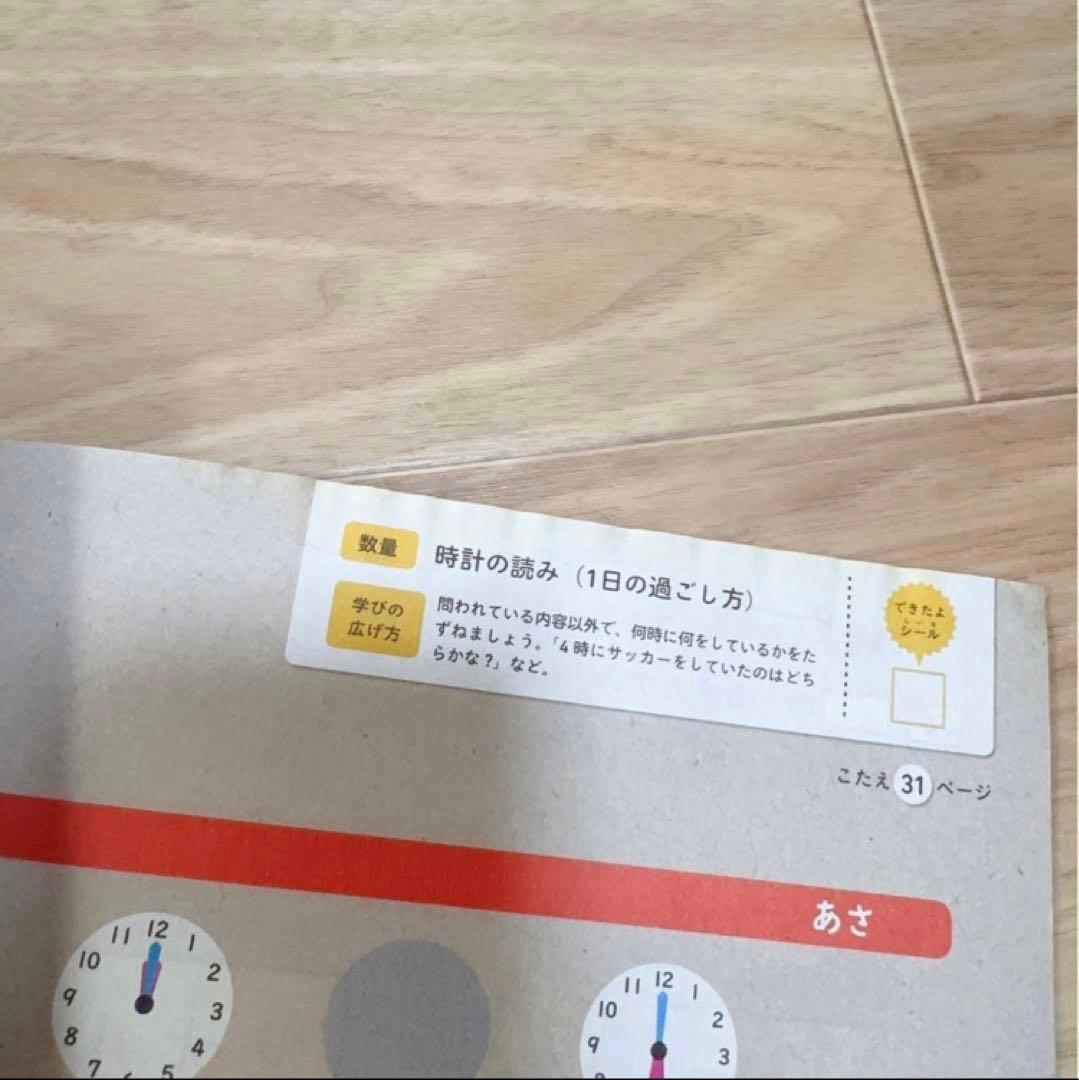 数量
時計の読み（1日の過ごし方）
学びの
広げ方
問われている内容以外で、何時に何をしているかをた
ずねましょう。「4時にサッカーをしていたのはどち
らかな？」など。
できたよ
しいる
シール
こたえ 31 ページ
あさ
11 12 1
10 2
9 3
8 4
7 5
11 12 1
10 2
9 3